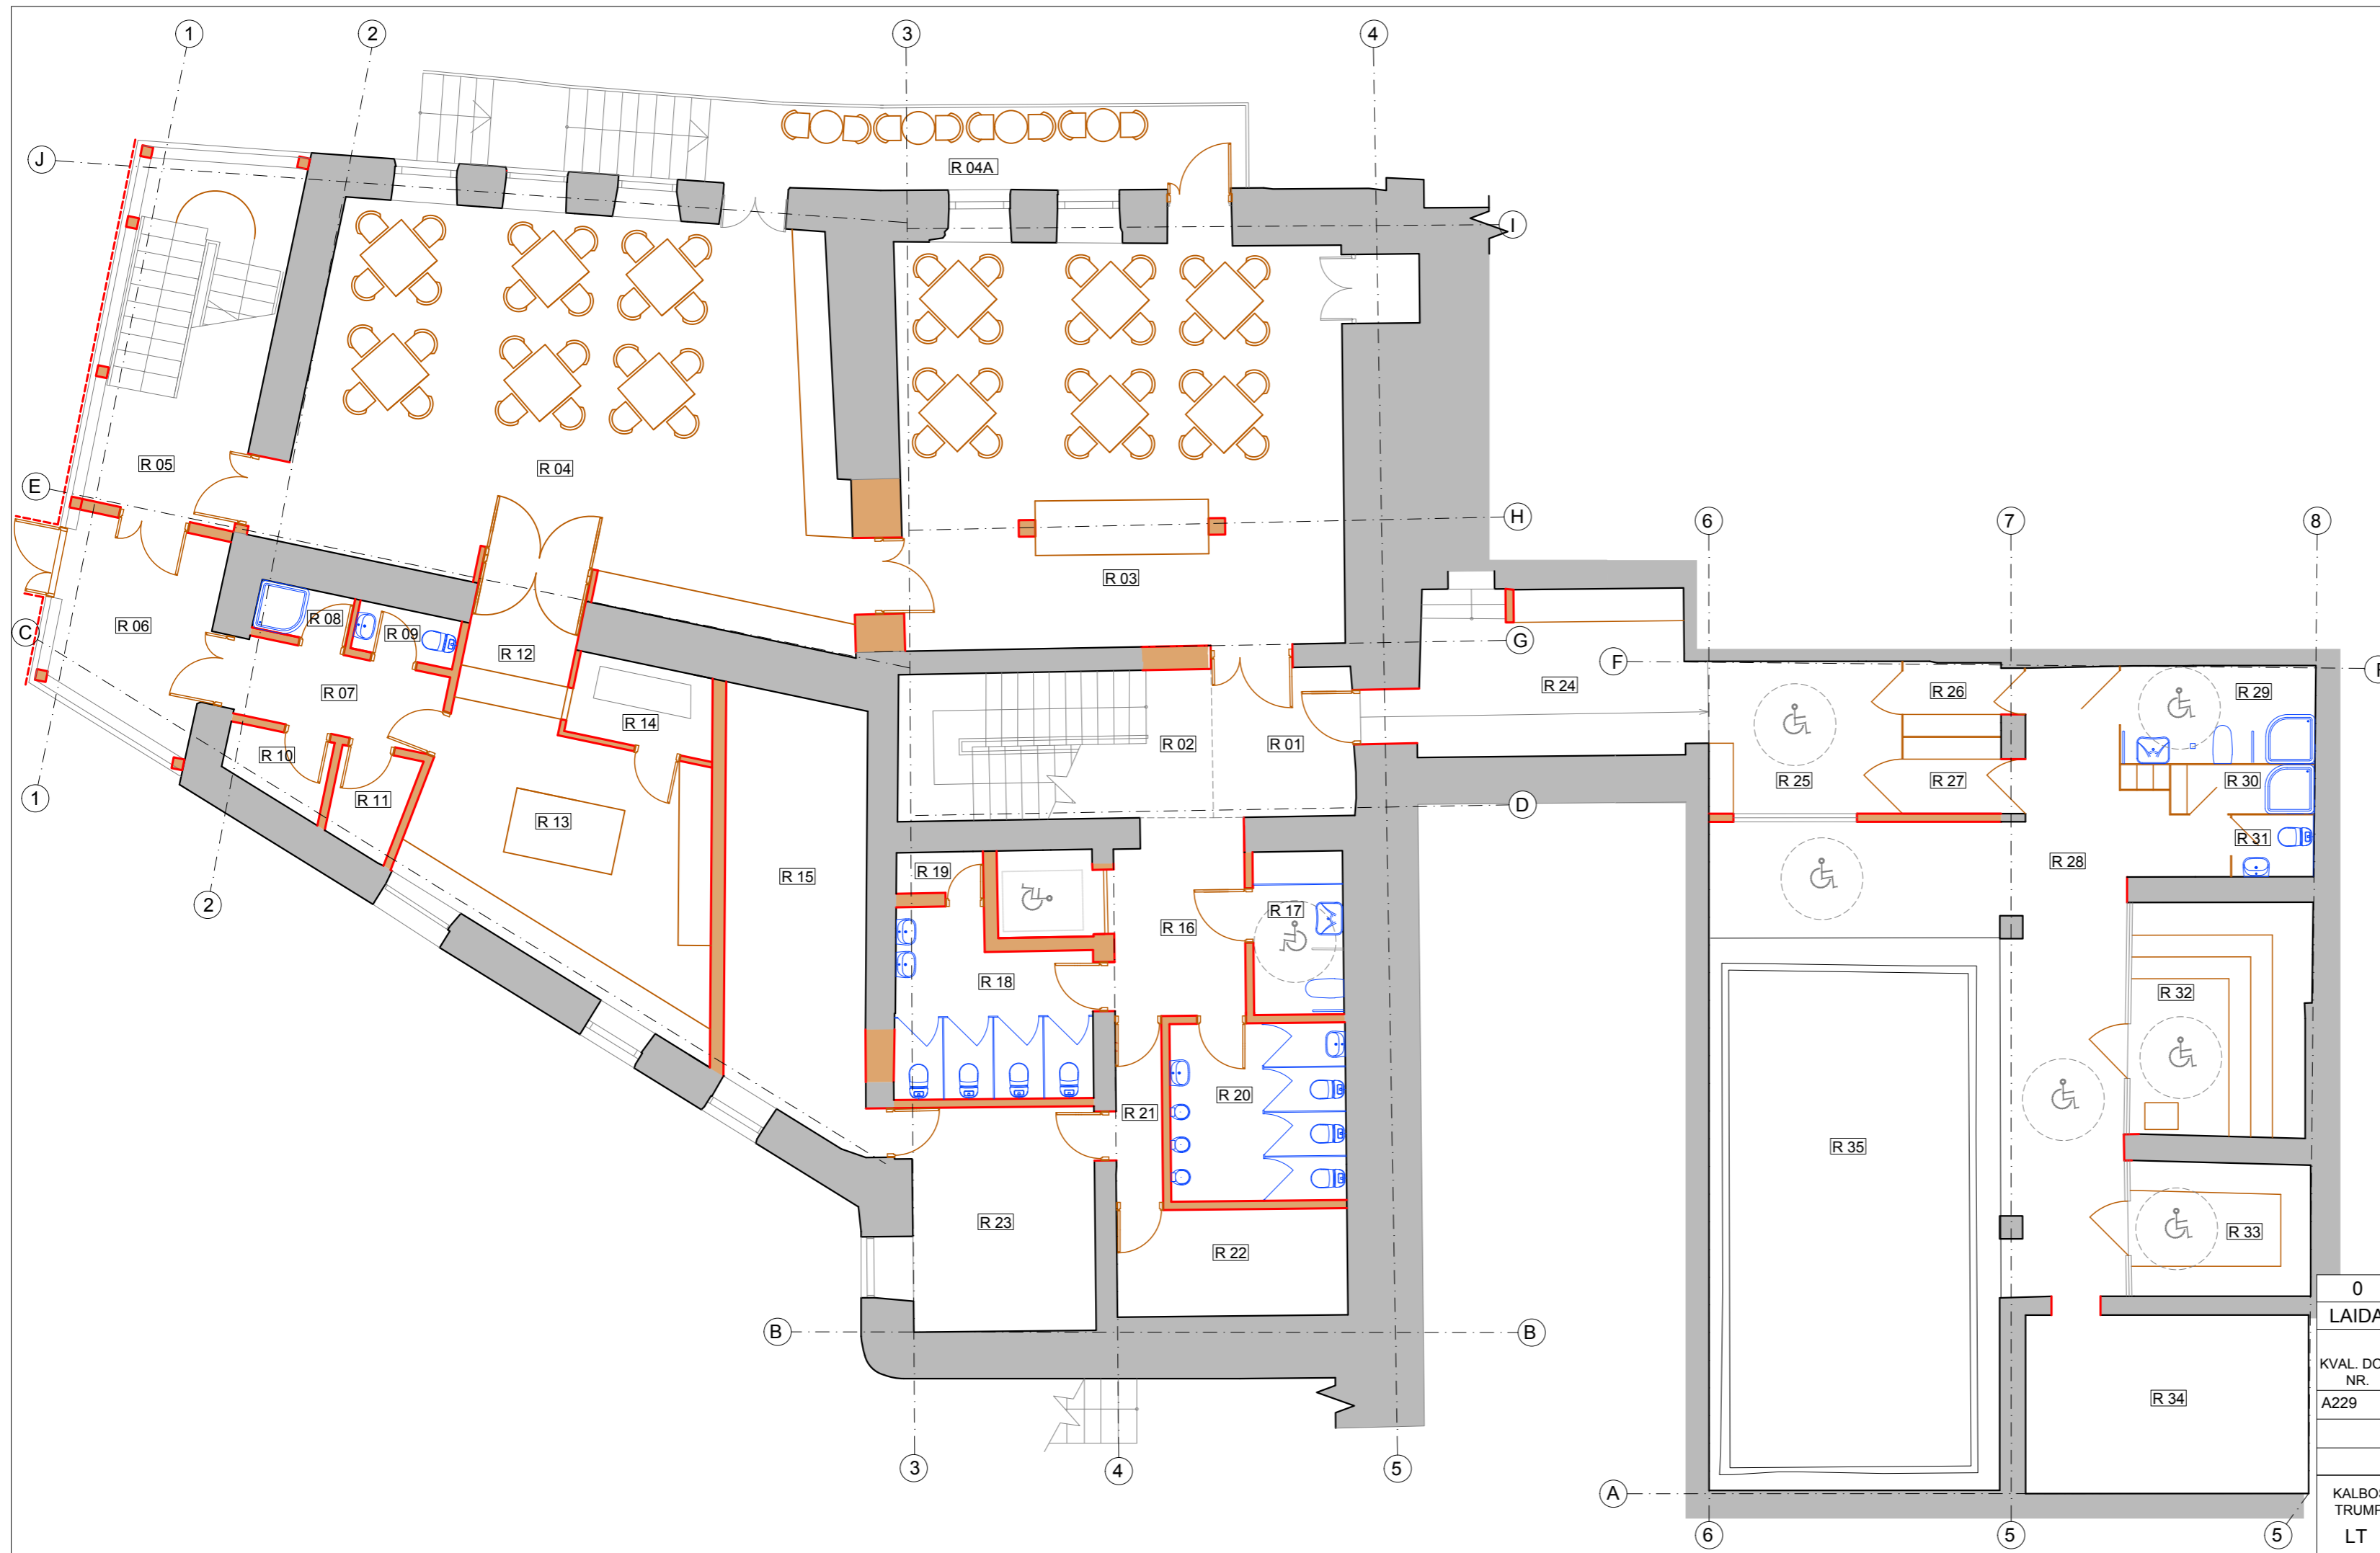 1
2
3
4
J
R 04A
I
R 05
R 04
E
H
6
7
8
R 03
R 08
R 09
R 06
C
G
R 12
F
F
R 07
R 24
R 26
R 29
R 14
R 02
R 01
R 10
R 25
R 27
R 30
1
R 11
D
R 13
R 31
R 28
R 19
R 15
2
R 17
R 16
R 18
R 32
R 20
R 21
R 35
R 23
R 33
R 22
0
LAIDA
B
B
KVAL. DO
NR.
A229
R 34
3
4
5
A
KALBOS
TRUMP
6
5
5
LT